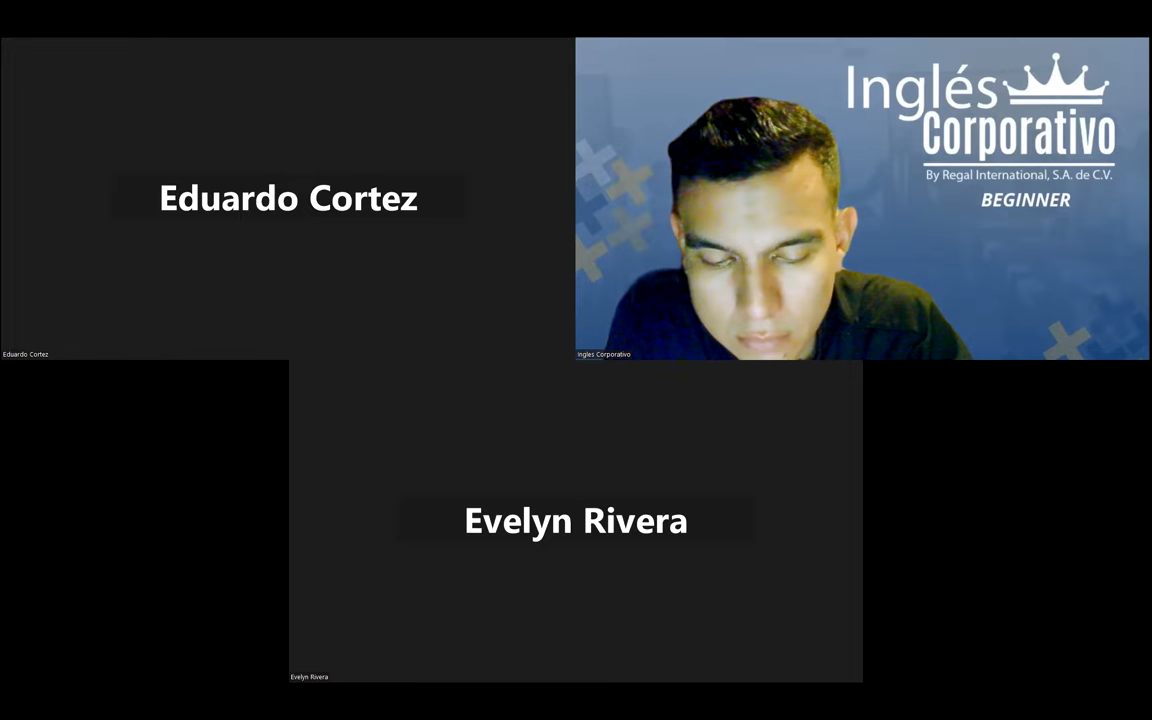 Eduardo Cortez
Eduardo Cortez
Inglés
Corporativo
By Regal International, S.A. de C.V.
BEGINNER
Ingles Corporativo
Evelyn Rivera
Evelyn Rivera